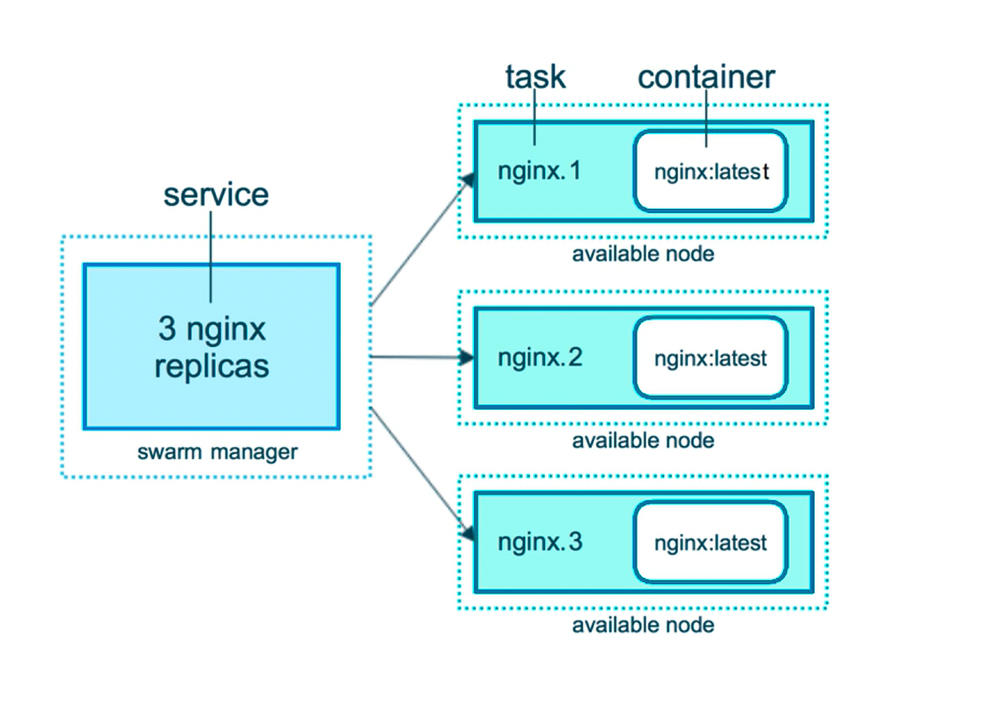 task
container
nginx.1
nginx:latest
available node
service
3 nginx
replicas
swarm manager
nginx.2
nginx:latest
available node
nginx.3
nginx:latest
available node